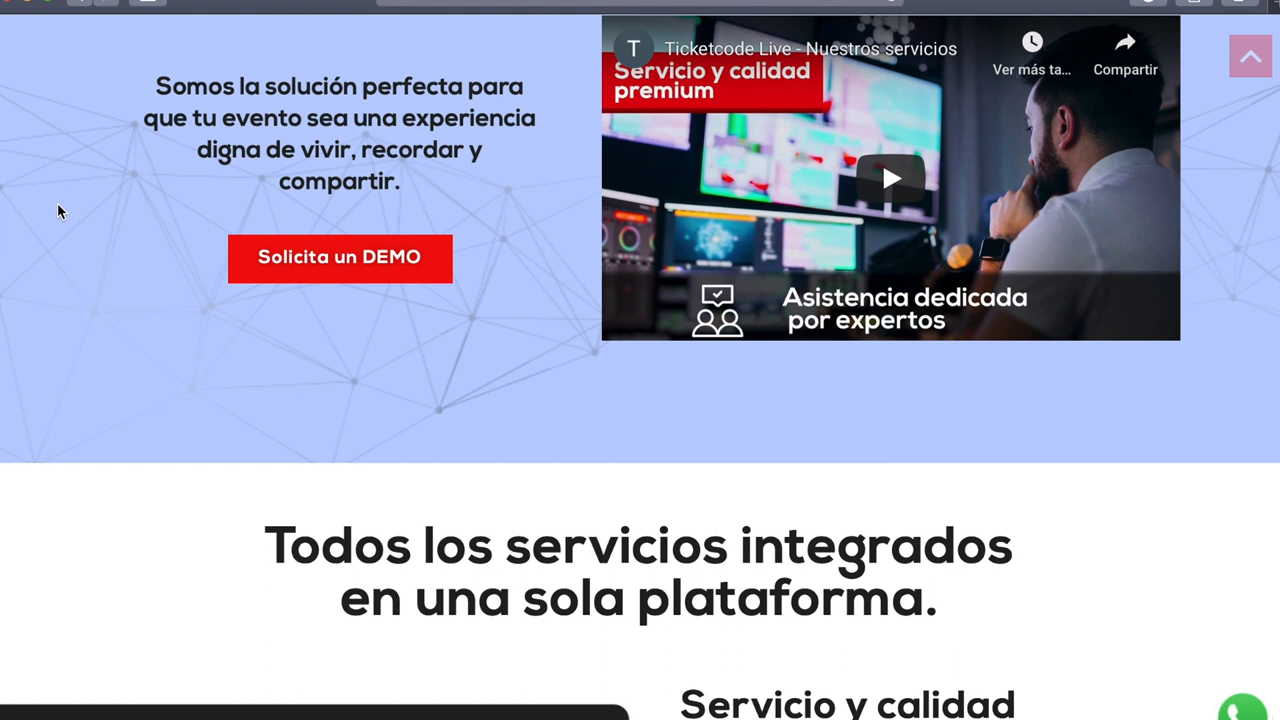 Somos la solución perfecta para
que tu evento sea una experiencia
digna de vivir, recordar y
compartir.
Solicita un DEMO
T
Ticketcode Live - Nuestros servicios
Ver más ta...
Compartir
Servicio y calidad
premium
Asistencia dedicada
por expertos
Todos los servicios integrados
en una sola plataforma.
Servicio y calidad